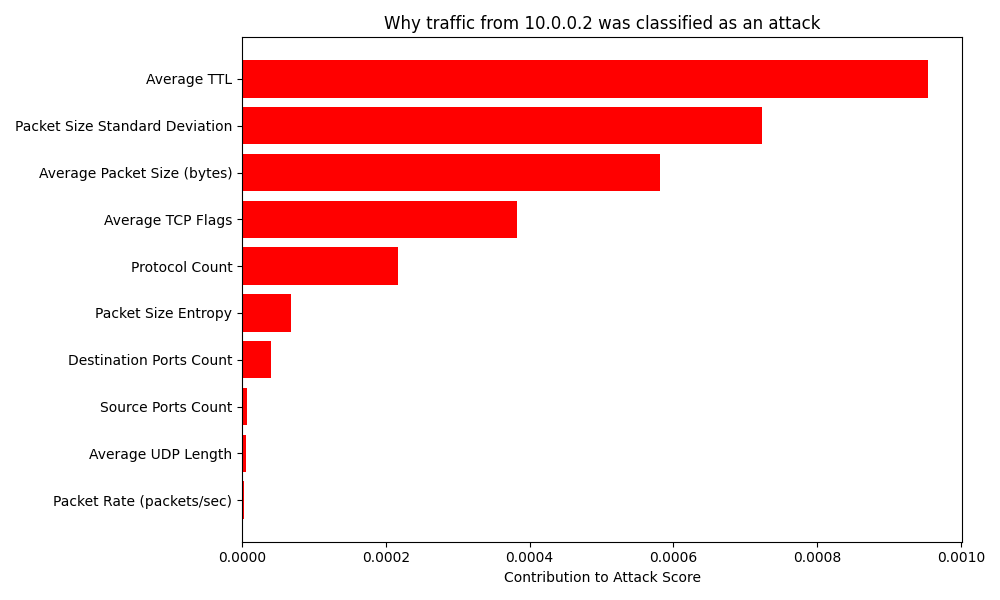 Why traffic from 10.0.0.2 was classified as an attack
Average TTL
Packet Size Standard Deviation
Average Packet Size (bytes)
Average TCP Flags
Protocol Count
Packet Size Entropy
Destination Ports Count
Source Ports Count
Average UDP Length
Packet Rate (packets/sec)
0.0000 0.0002 0.0004 0.0006 0.0008 0.0010
Contribution to Attack Score